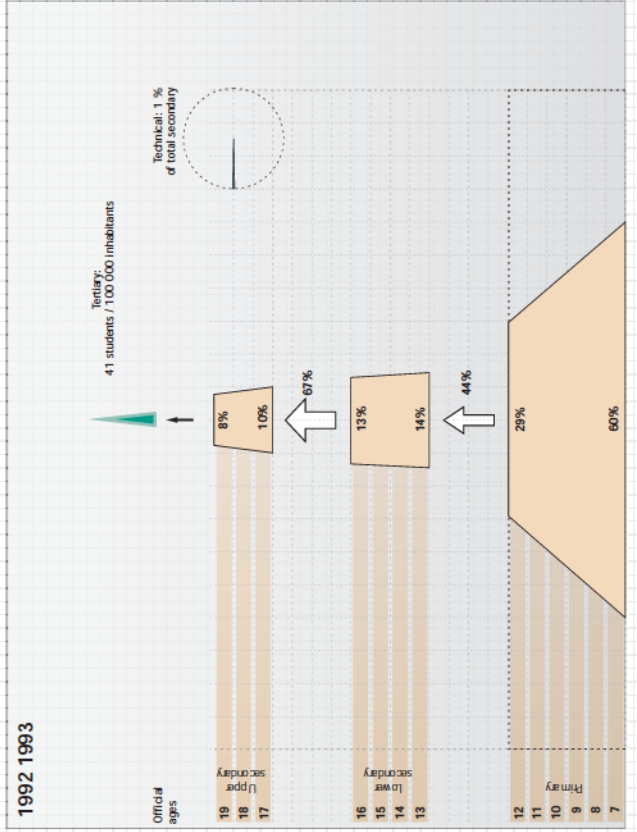 1992 1993
Tertiary:
41 students / 100 000 inhabitants
Technical: 1 %
of total secondary
Official
ages
19
18
17
Upper
secondary
8%
10%
67%
16
15
14
13
Lower
secondary
13%
14%
44%
12
11
10
9
8
7
Primary
29%
60%